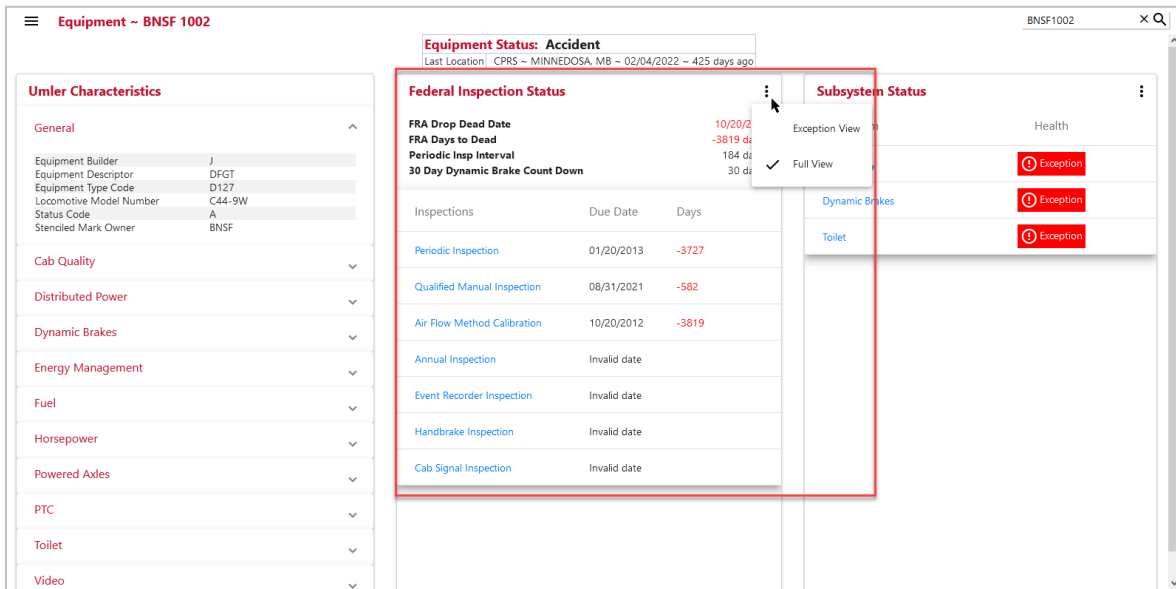 Equipment ~ BNSF 1002
BNSF1002
Equipment Status: Accident
Last Location CPRS ~ MINNEDOSA, MB ~ 02/04/2022 ~ 425 days ago
Umler Characteristics
General
Equipment Builder J
Equipment Descriptor DFGT
Equipment Type Code D127
Locomotive Model Number C44-9W
Status Code A
Stenciled Mark Owner BNSF
Cab Quality
Distributed Power
Dynamic Brakes
Energy Management
Fuel
Horsepower
Powered Axles
PTC
Toilet
Video
Federal Inspection Status
FRA Drop Dead Date 10/20/2
FRA Days to Dead -3819 da
Periodic Insp Interval 184 da
30 Day Dynamic Brake Count Down 30 da
Exception View
Full View
Inspections Due Date Days
Periodic Inspection 01/20/2013 -3727
Qualified Manual Inspection 08/31/2021 -582
Air Flow Method Calibration 10/20/2012 -3819
Annual Inspection Invalid date
Event Recorder Inspection Invalid date
Handbrake Inspection Invalid date
Cab Signal Inspection Invalid date
Subsystem Status
Health
Exception
Dynamic Brakes Exception
Toilet Exception